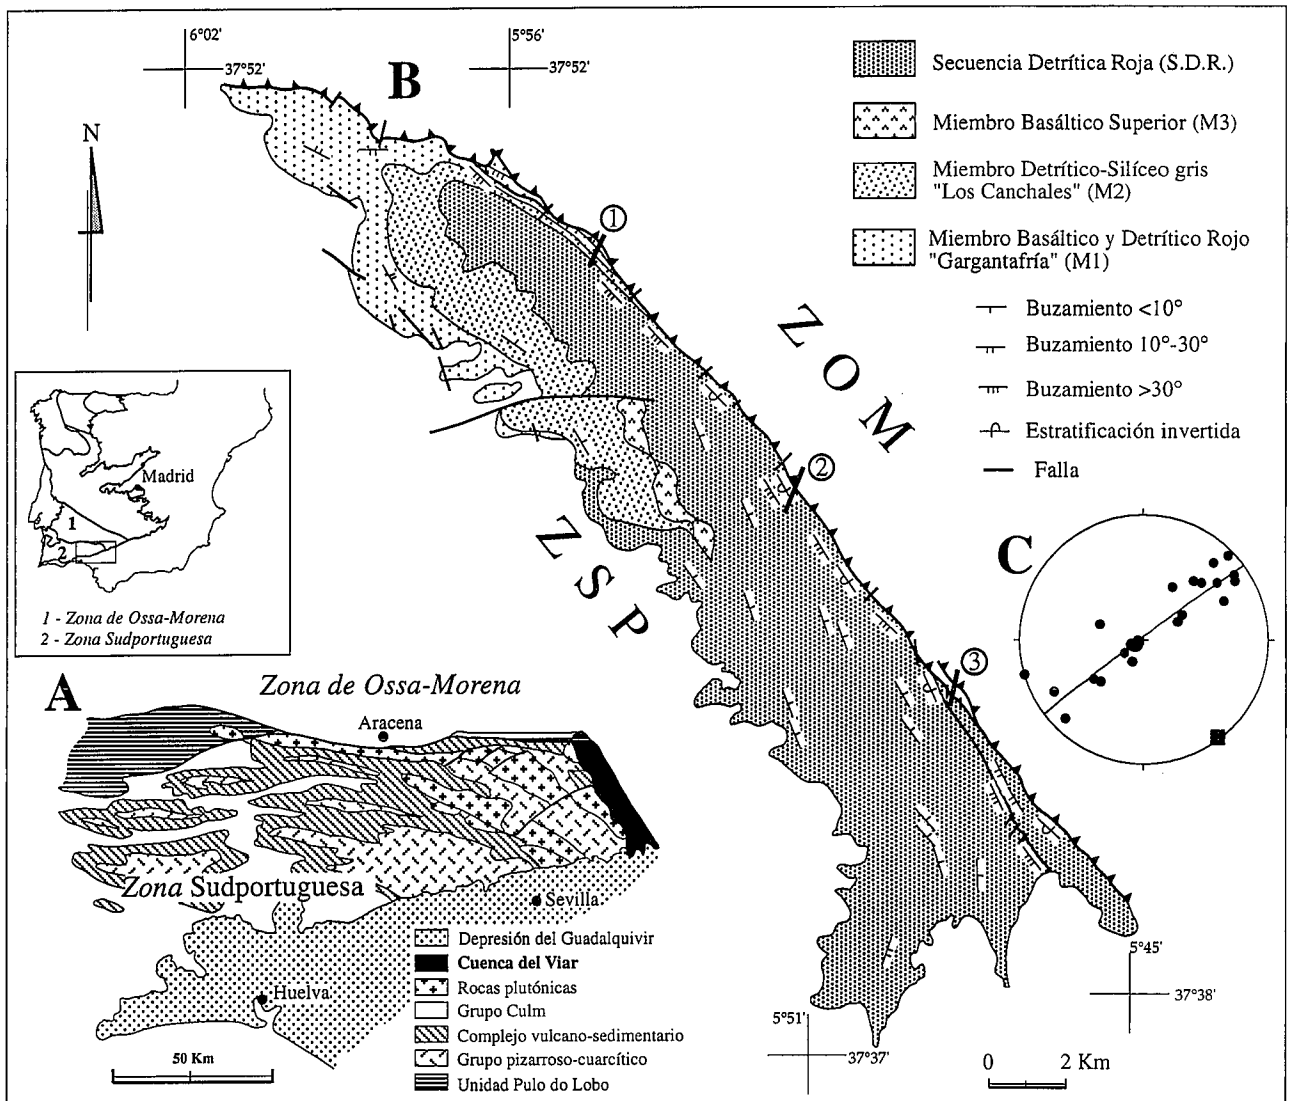 6°02'
37°52'
5°56'
37°52'
B
N
Secuencia Detrítica Roja (S.D.R.)
Miembro Basáltico Superior (M3)
Miembro Detrítico-Silíceo gris
"Los Canchales" (M2)
Miembro Basáltico y Detrítico Rojo
"Gargantafría" (M1)
Buzamiento <10°
Buzamiento 10°-30°
Buzamiento >30°
Estratificación invertida
Falla
1
2
3
ZOM
ZSP
Madrid
1
2
1 - Zona de Ossa-Morena
2 - Zona Sudportuguesa
C
A
Zona de Ossa-Morena
Aracena
Zona Sudportuguesa
Sevilla
Huelva
Depresión del Guadalquivir
Cuenca del Viar
Rocas plutónicas
Grupo Culm
Complejo vulcano-sedimentario
Grupo pizarroso-cuarcítico
Unidad Pulo do Lobo
50 Km
5°45'
37°38'
5°51'
37°37'
0 2 Km